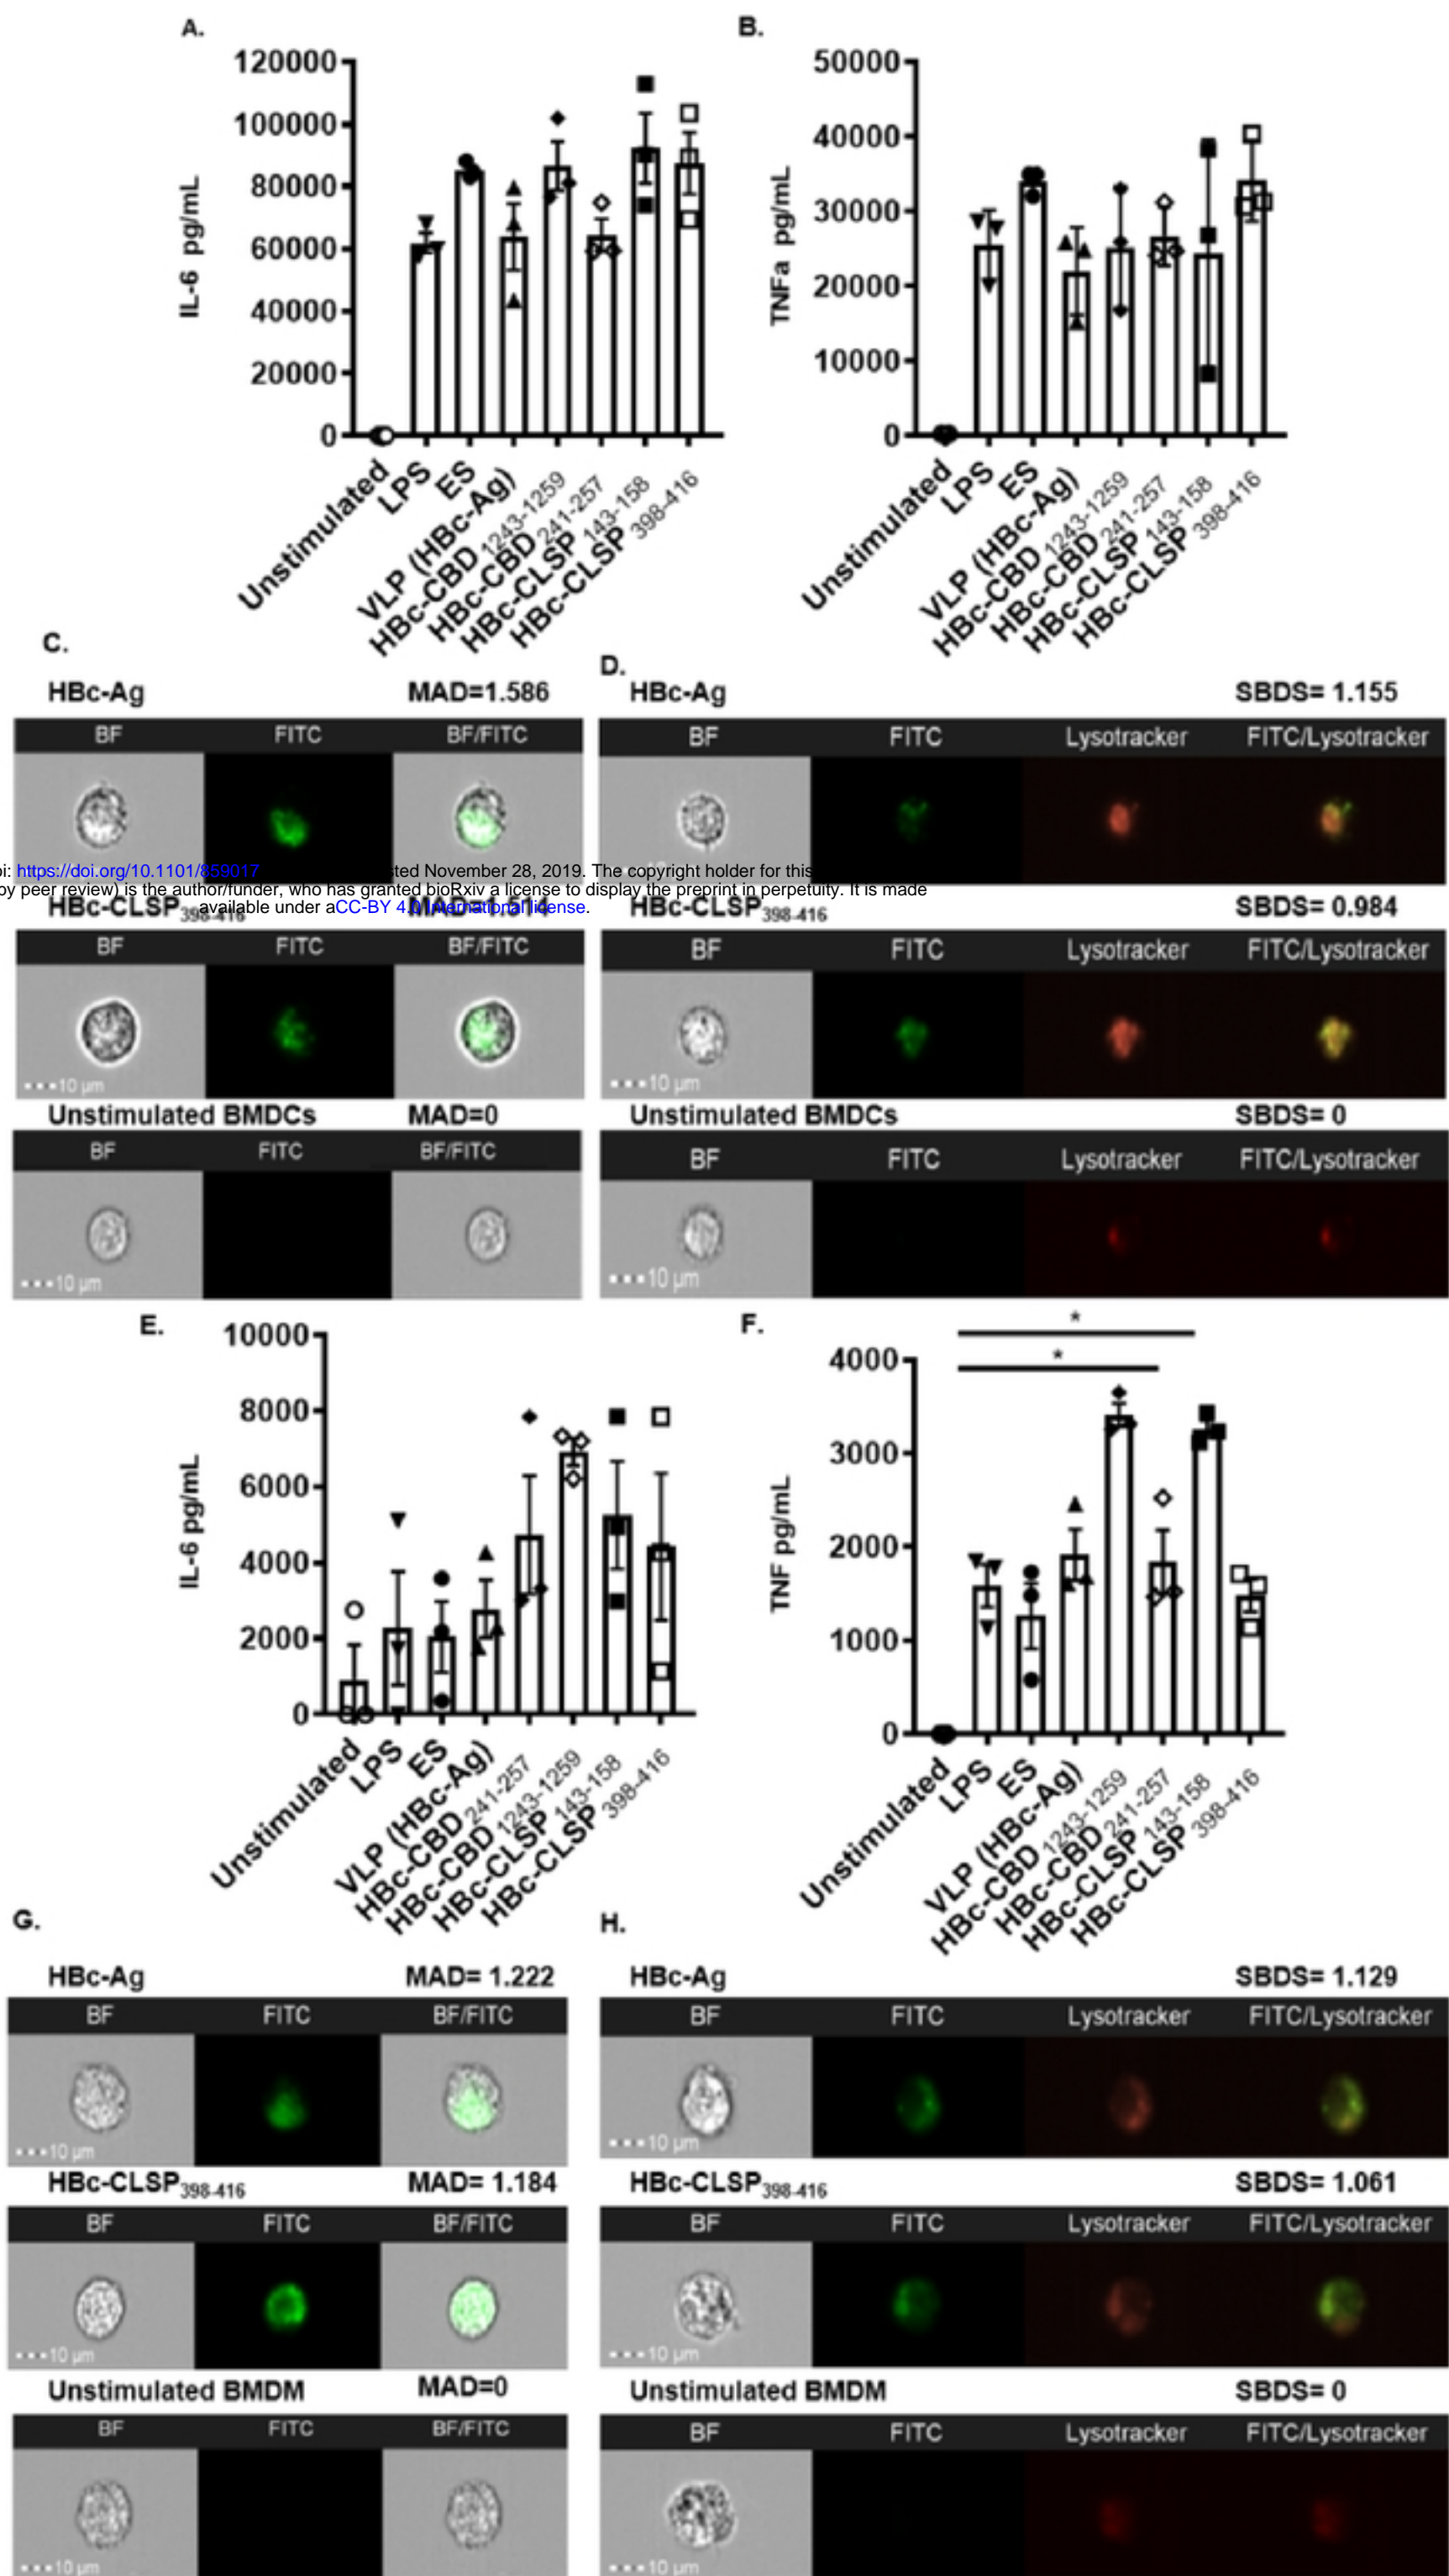 A.
B.
120000
100000
80000
60000
40000
20000
0
IL-6 pg/mL
Unstimulated
LPS
ES
VLP (HBc-Ag)
HBc-CBD 1243-1259
HBc-CBD 241-257
HBc-CLSP 143-158
HBc-CLSP 398-416
50000
40000
30000
20000
10000
0
TNFa pg/mL
Unstimulated
LPS
ES
VLP (HBc-Ag)
HBc-CBD 1243-1259
HBc-CBD 241-257
HBc-CLSP 143-158
HBc-CLSP 398-416
C.
D.
HBc-Ag MAD=1.586
BF FITC BF/FITC
HBc-Ag SBDS= 1.155
BF FITC Lysotracker FITC/Lysotracker
oi: https://doi.org/10.1101/859017 sted November 28, 2019. The copyright holder for this
by peer review) is the author/funder, who has granted bioRxiv a license to display the preprint in perpetuity. It is made
available under aCC-BY 4.0 International license.
HBc-CLSP398-416 MAD=1.514
BF FITC BF/FITC
10 µm
HBc-CLSP398-416 SBDS= 0.984
BF FITC Lysotracker FITC/Lysotracker
10 µm
Unstimulated BMDCs MAD=0
BF FITC BF/FITC
10 µm
Unstimulated BMDCs SBDS= 0
BF FITC Lysotracker FITC/Lysotracker
10 µm
E.
F.
10000
8000
6000
4000
2000
0
IL-6 pg/mL
Unstimulated
LPS
ES
VLP (HBc-Ag)
HBc-CBD 241-257
HBc-CBD 1243-1259
HBc-CLSP 143-158
HBc-CLSP 398-416
*
*
4000
3000
2000
1000
0
TNF pg/mL
Unstimulated
LPS
ES
VLP (HBc-Ag)
HBc-CBD 1243-1259
HBc-CBD 241-257
HBc-CLSP 143-158
HBc-CLSP 398-416
G.
H.
HBc-Ag MAD= 1.222
BF FITC BF/FITC
10 µm
HBc-Ag SBDS= 1.129
BF FITC Lysotracker FITC/Lysotracker
10 µm
HBc-CLSP398-416 MAD= 1.184
BF FITC BF/FITC
10 µm
HBc-CLSP398-416 SBDS= 1.061
BF FITC Lysotracker FITC/Lysotracker
10 µm
Unstimulated BMDM MAD=0
BF FITC BF/FITC
10 µm
Unstimulated BMDM SBDS= 0
BF FITC Lysotracker FITC/Lysotracker
10 µm